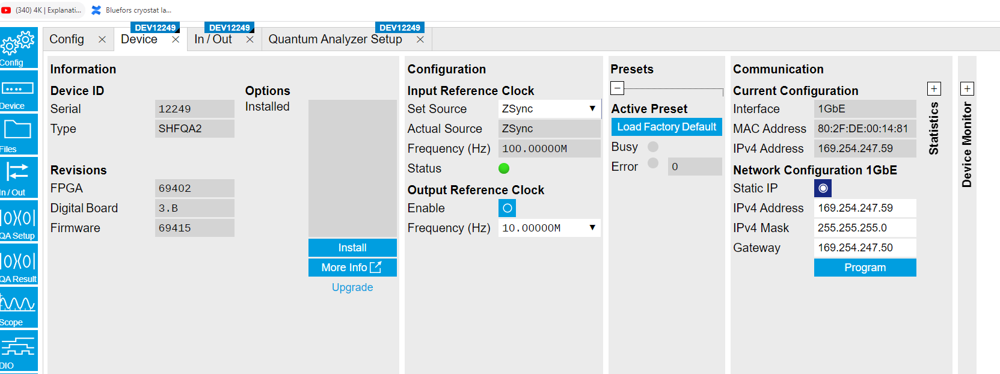 (340) 4K | Explanati...
Bluefors cryostat la...
DEV12249
DEV12249
DEV12249
Config ×
Device ×
In / Out ×
Quantum Analyzer Setup ×
Config
Device
Files
In / Out
QA Setup
QA Result
Scope
DIO
Information
Device ID
Serial 12249
Type SHFQA2
Revisions
FPGA 69402
Digital Board 3.B
Firmware 69415
Options
Installed
Install
More Info
Upgrade
Configuration
Input Reference Clock
Set Source ZSync
Actual Source ZSync
Frequency (Hz) 100.00000M
Status
Output Reference Clock
Enable
Frequency (Hz) 10.00000M
Presets
Active Preset
Load Factory Default
Busy
Error 0
Communication
Current Configuration
Interface 1GbE
MAC Address 80:2F:DE:00:14:81
IPv4 Address 169.254.247.59
Network Configuration 1GbE
Static IP
IPv4 Address 169.254.247.59
IPv4 Mask 255.255.255.0
Gateway 169.254.247.50
Program
Statistics
Device Monitor